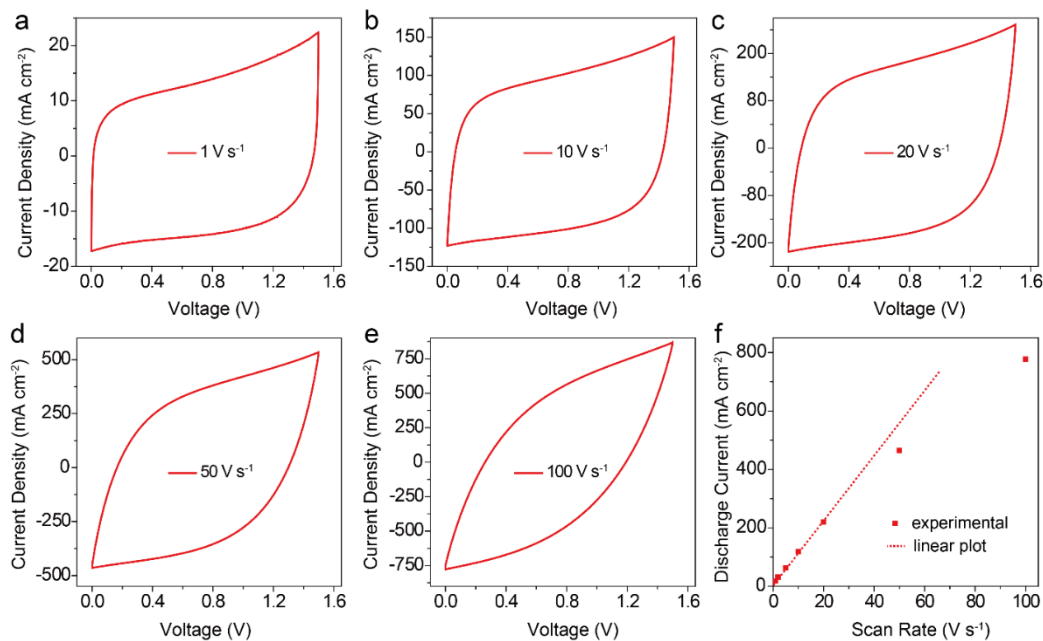 a
Current Density (mA cm⁻²)
20
10
0
-10
-20
1 V s⁻¹
0.0 0.4 0.8 1.2 1.6
Voltage (V)
b
Current Density (mA cm⁻²)
150
100
50
0
-50
-100
-150
10 V s⁻¹
0.0 0.4 0.8 1.2 1.6
Voltage (V)
c
Current Density (mA cm⁻²)
200
80
0
-80
-200
20 V s⁻¹
0.0 0.4 0.8 1.2 1.6
Voltage (V)
d
Current Density (mA cm⁻²)
500
250
0
-250
-500
50 V s⁻¹
0.0 0.4 0.8 1.2 1.6
Voltage (V)
e
Current Density (mA cm⁻²)
750
500
250
0
-250
-500
-750
100 V s⁻¹
0.0 0.4 0.8 1.2 1.6
Voltage (V)
f
Discharge Current (mA cm⁻²)
800
600
400
200
0
experimental
linear plot
0 20 40 60 80 100
Scan Rate (V s⁻¹)